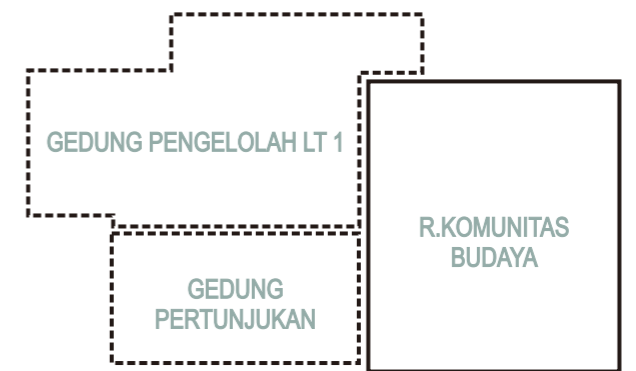 GEDUNG PENGELOLAH LT 1
R.KOMUNITAS
BUDAYA
GEDUNG
PERTUNJUKAN